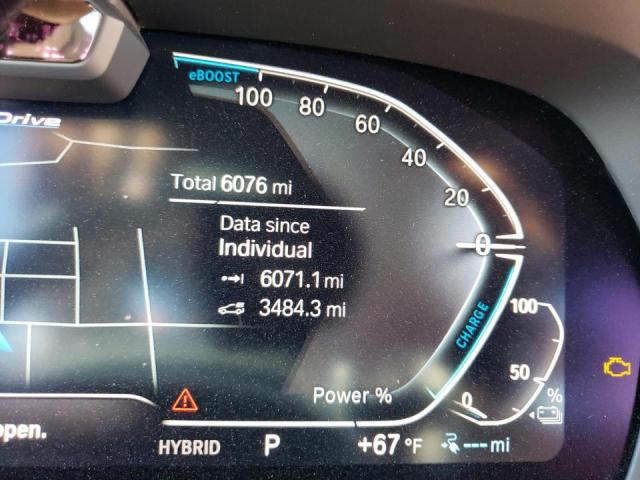 eBOOST
100
80
60
40
20
0
Drive
Total 6076 mi
Data since
Individual
6071.1 mi
3484.3 mi
CHARGE
100
50
0
%
Power %
open.
HYBRID P +67 °F --- mi